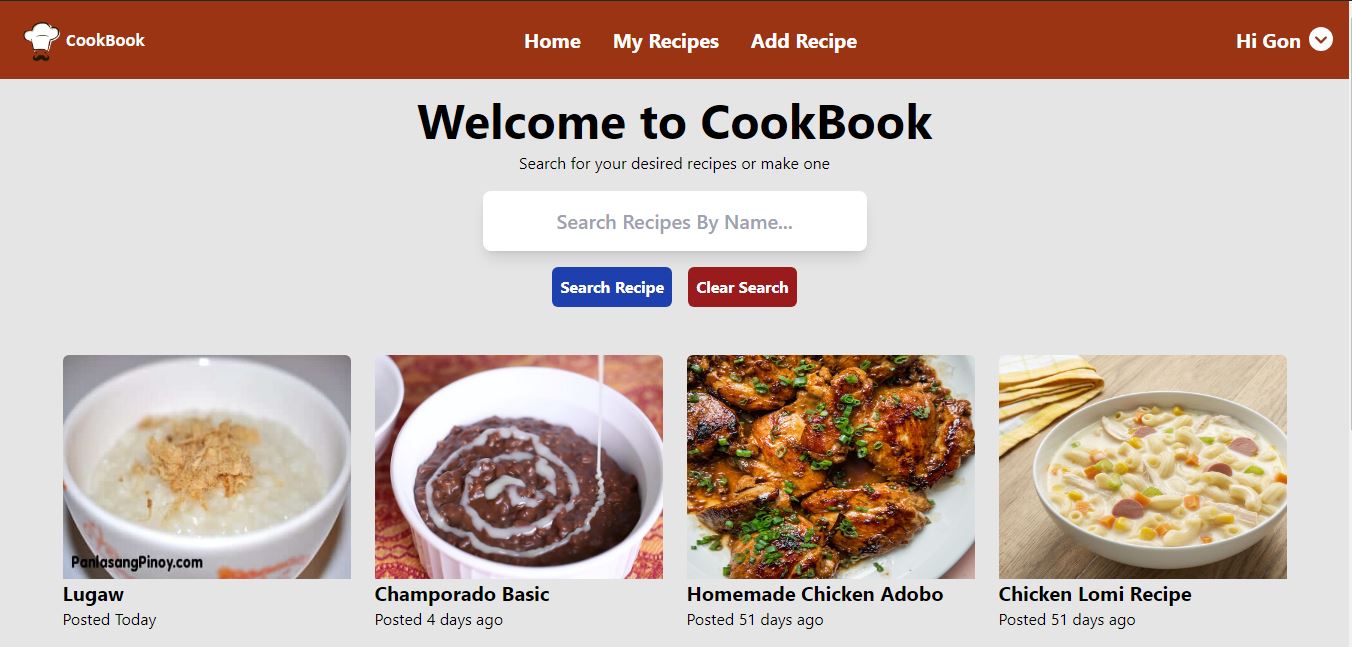 CookBook
Home
My Recipes
Add Recipe
Hi Gon
Welcome to CookBook
Search for your desired recipes or make one
Search Recipes By Name...
Search Recipe
Clear Search
PanlasangPinoy.com
Lugaw
Posted Today
Champorado Basic
Posted 4 days ago
Homemade Chicken Adobo
Posted 51 days ago
Chicken Lomi Recipe
Posted 51 days ago